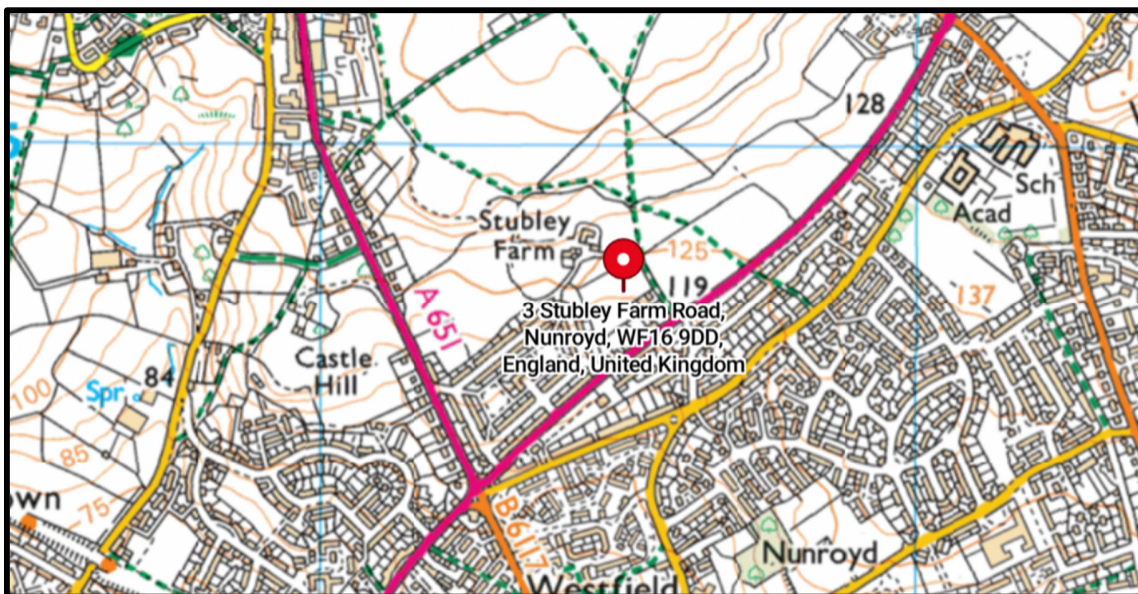 128
Sch
Acad
Stubley
Farm
125
119
137
3 Stubley Farm Road,
Nunroyd, WF16 9DD,
England, United Kingdom
A 651
Castle
Hill
84
100
Spr
85
75
own
B 6117
Nunroyd
Westfield